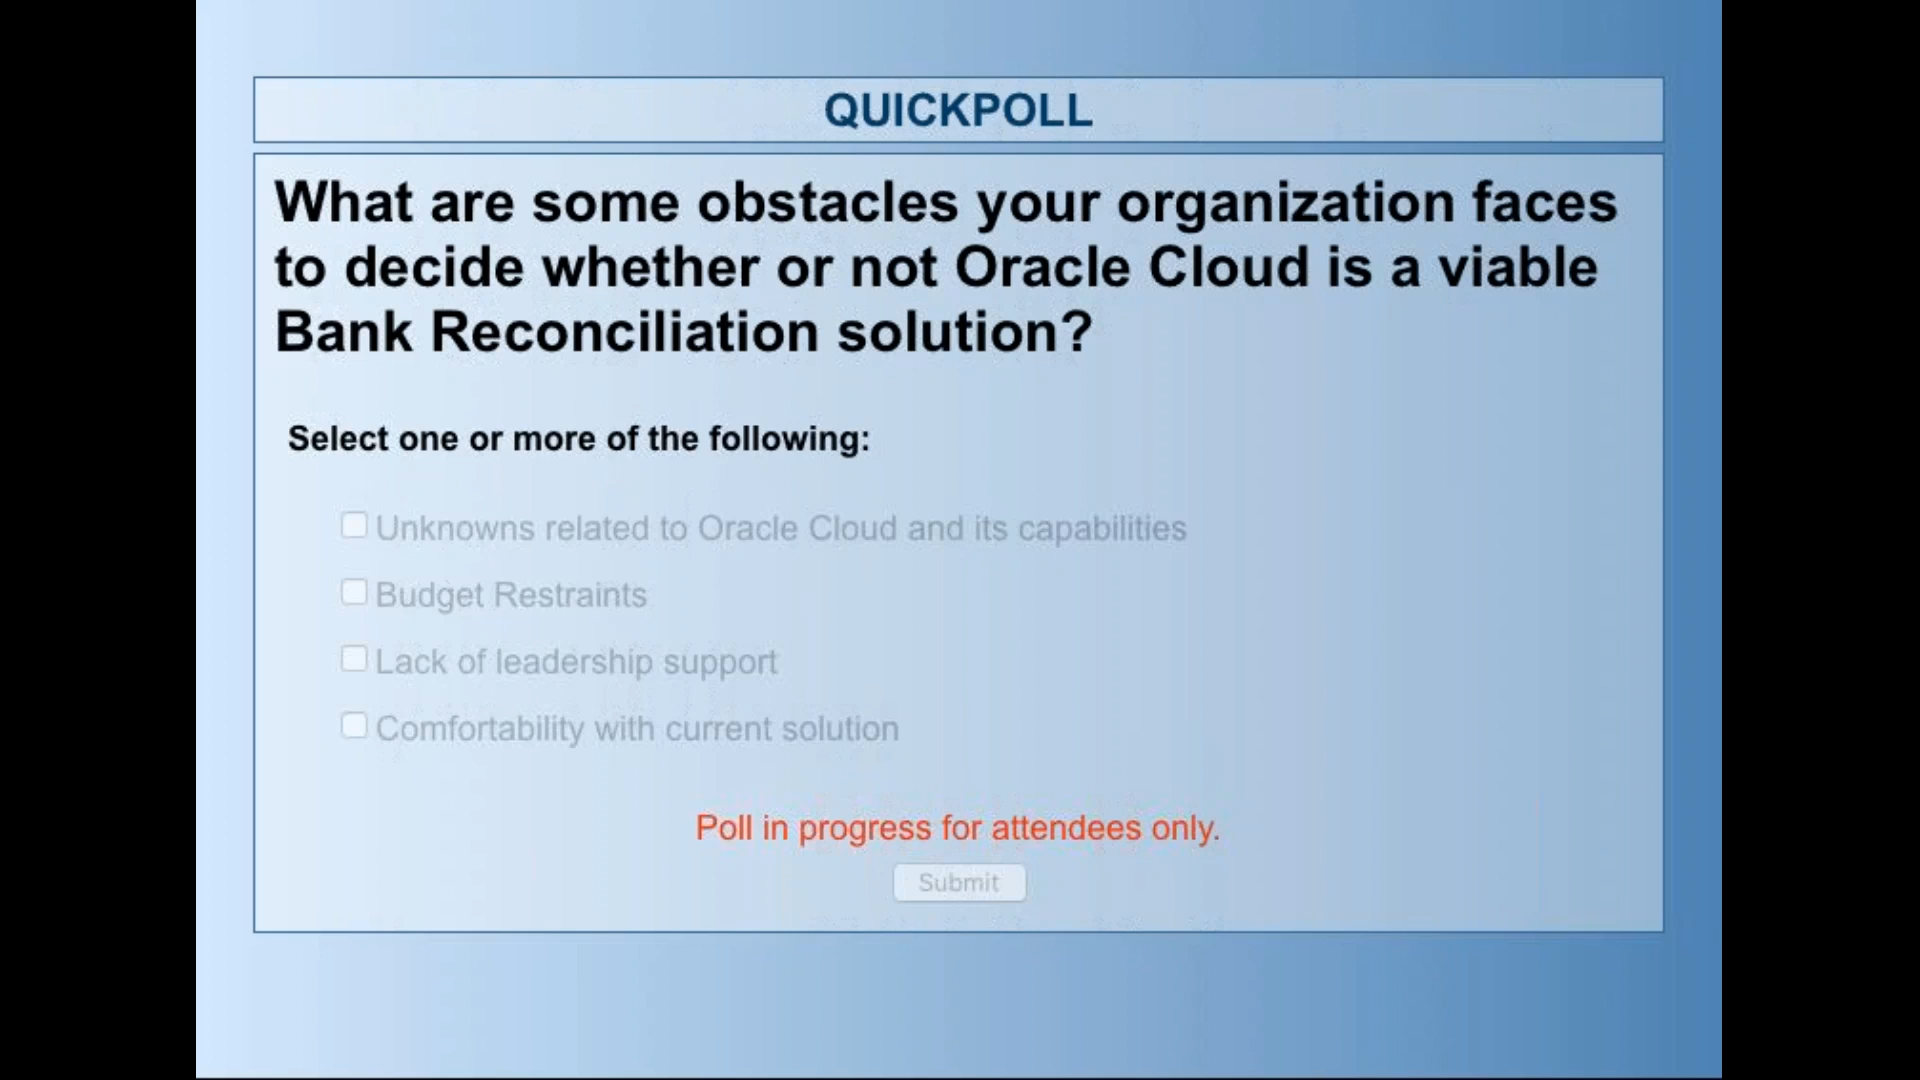 QUICKPOLL
What are some obstacles your organization faces
to decide whether or not Oracle Cloud is a viable
Bank Reconciliation solution?
Select one or more of the following:
Unknowns related to Oracle Cloud and its capabilities
Budget Restraints
Lack of leadership support
Comfortability with current solution
Poll in progress for attendees only.
Submit